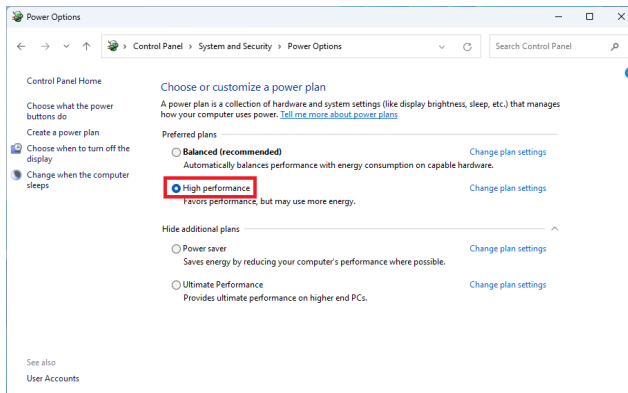 Power Options
Control Panel > System and Security > Power Options
Search Control Panel
Control Panel Home
Choose what the power
buttons do
Create a power plan
Choose when to turn off the
display
Change when the computer
sleeps
Choose or customize a power plan
A power plan is a collection of hardware and system settings (like display brightness, sleep, etc.) that manages
how your computer uses power. Tell me more about power plans
Preferred plans
Balanced (recommended) Change plan settings
Automatically balances performance with energy consumption on capable hardware.
High performance Change plan settings
Favors performance, but may use more energy.
Hide additional plans
Power saver Change plan settings
Saves energy by reducing your computer's performance where possible.
Ultimate Performance Change plan settings
Provides ultimate performance on higher end PCs.
See also
User Accounts